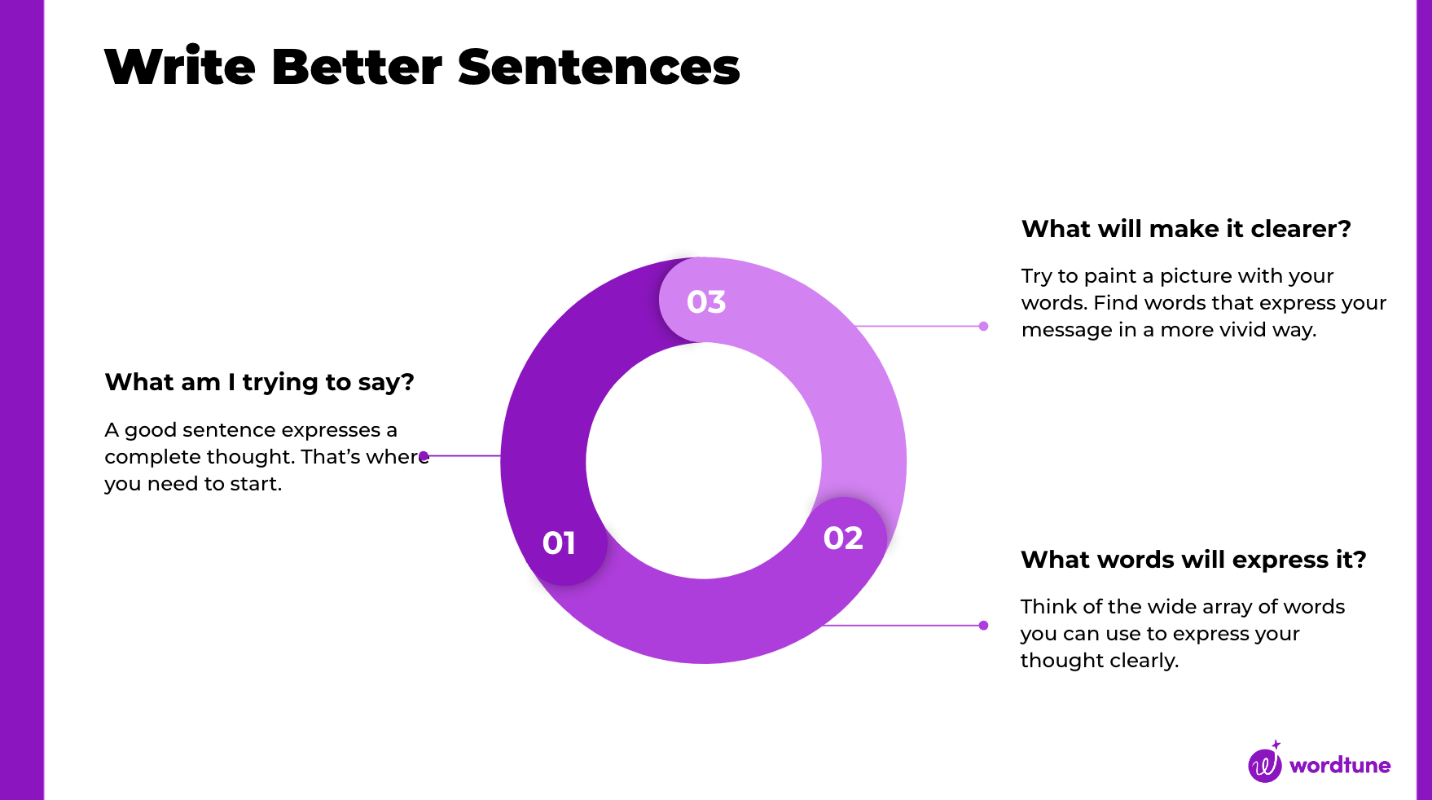 Write Better Sentences
What am I trying to say?
A good sentence expresses a
complete thought. That’s where
you need to start.
01
02
What words will express it?
Think of the wide array of words
you can use to express your
thought clearly.
03
What will make it clearer?
Try to paint a picture with your
words. Find words that express your
message in a more vivid way.
wordtune